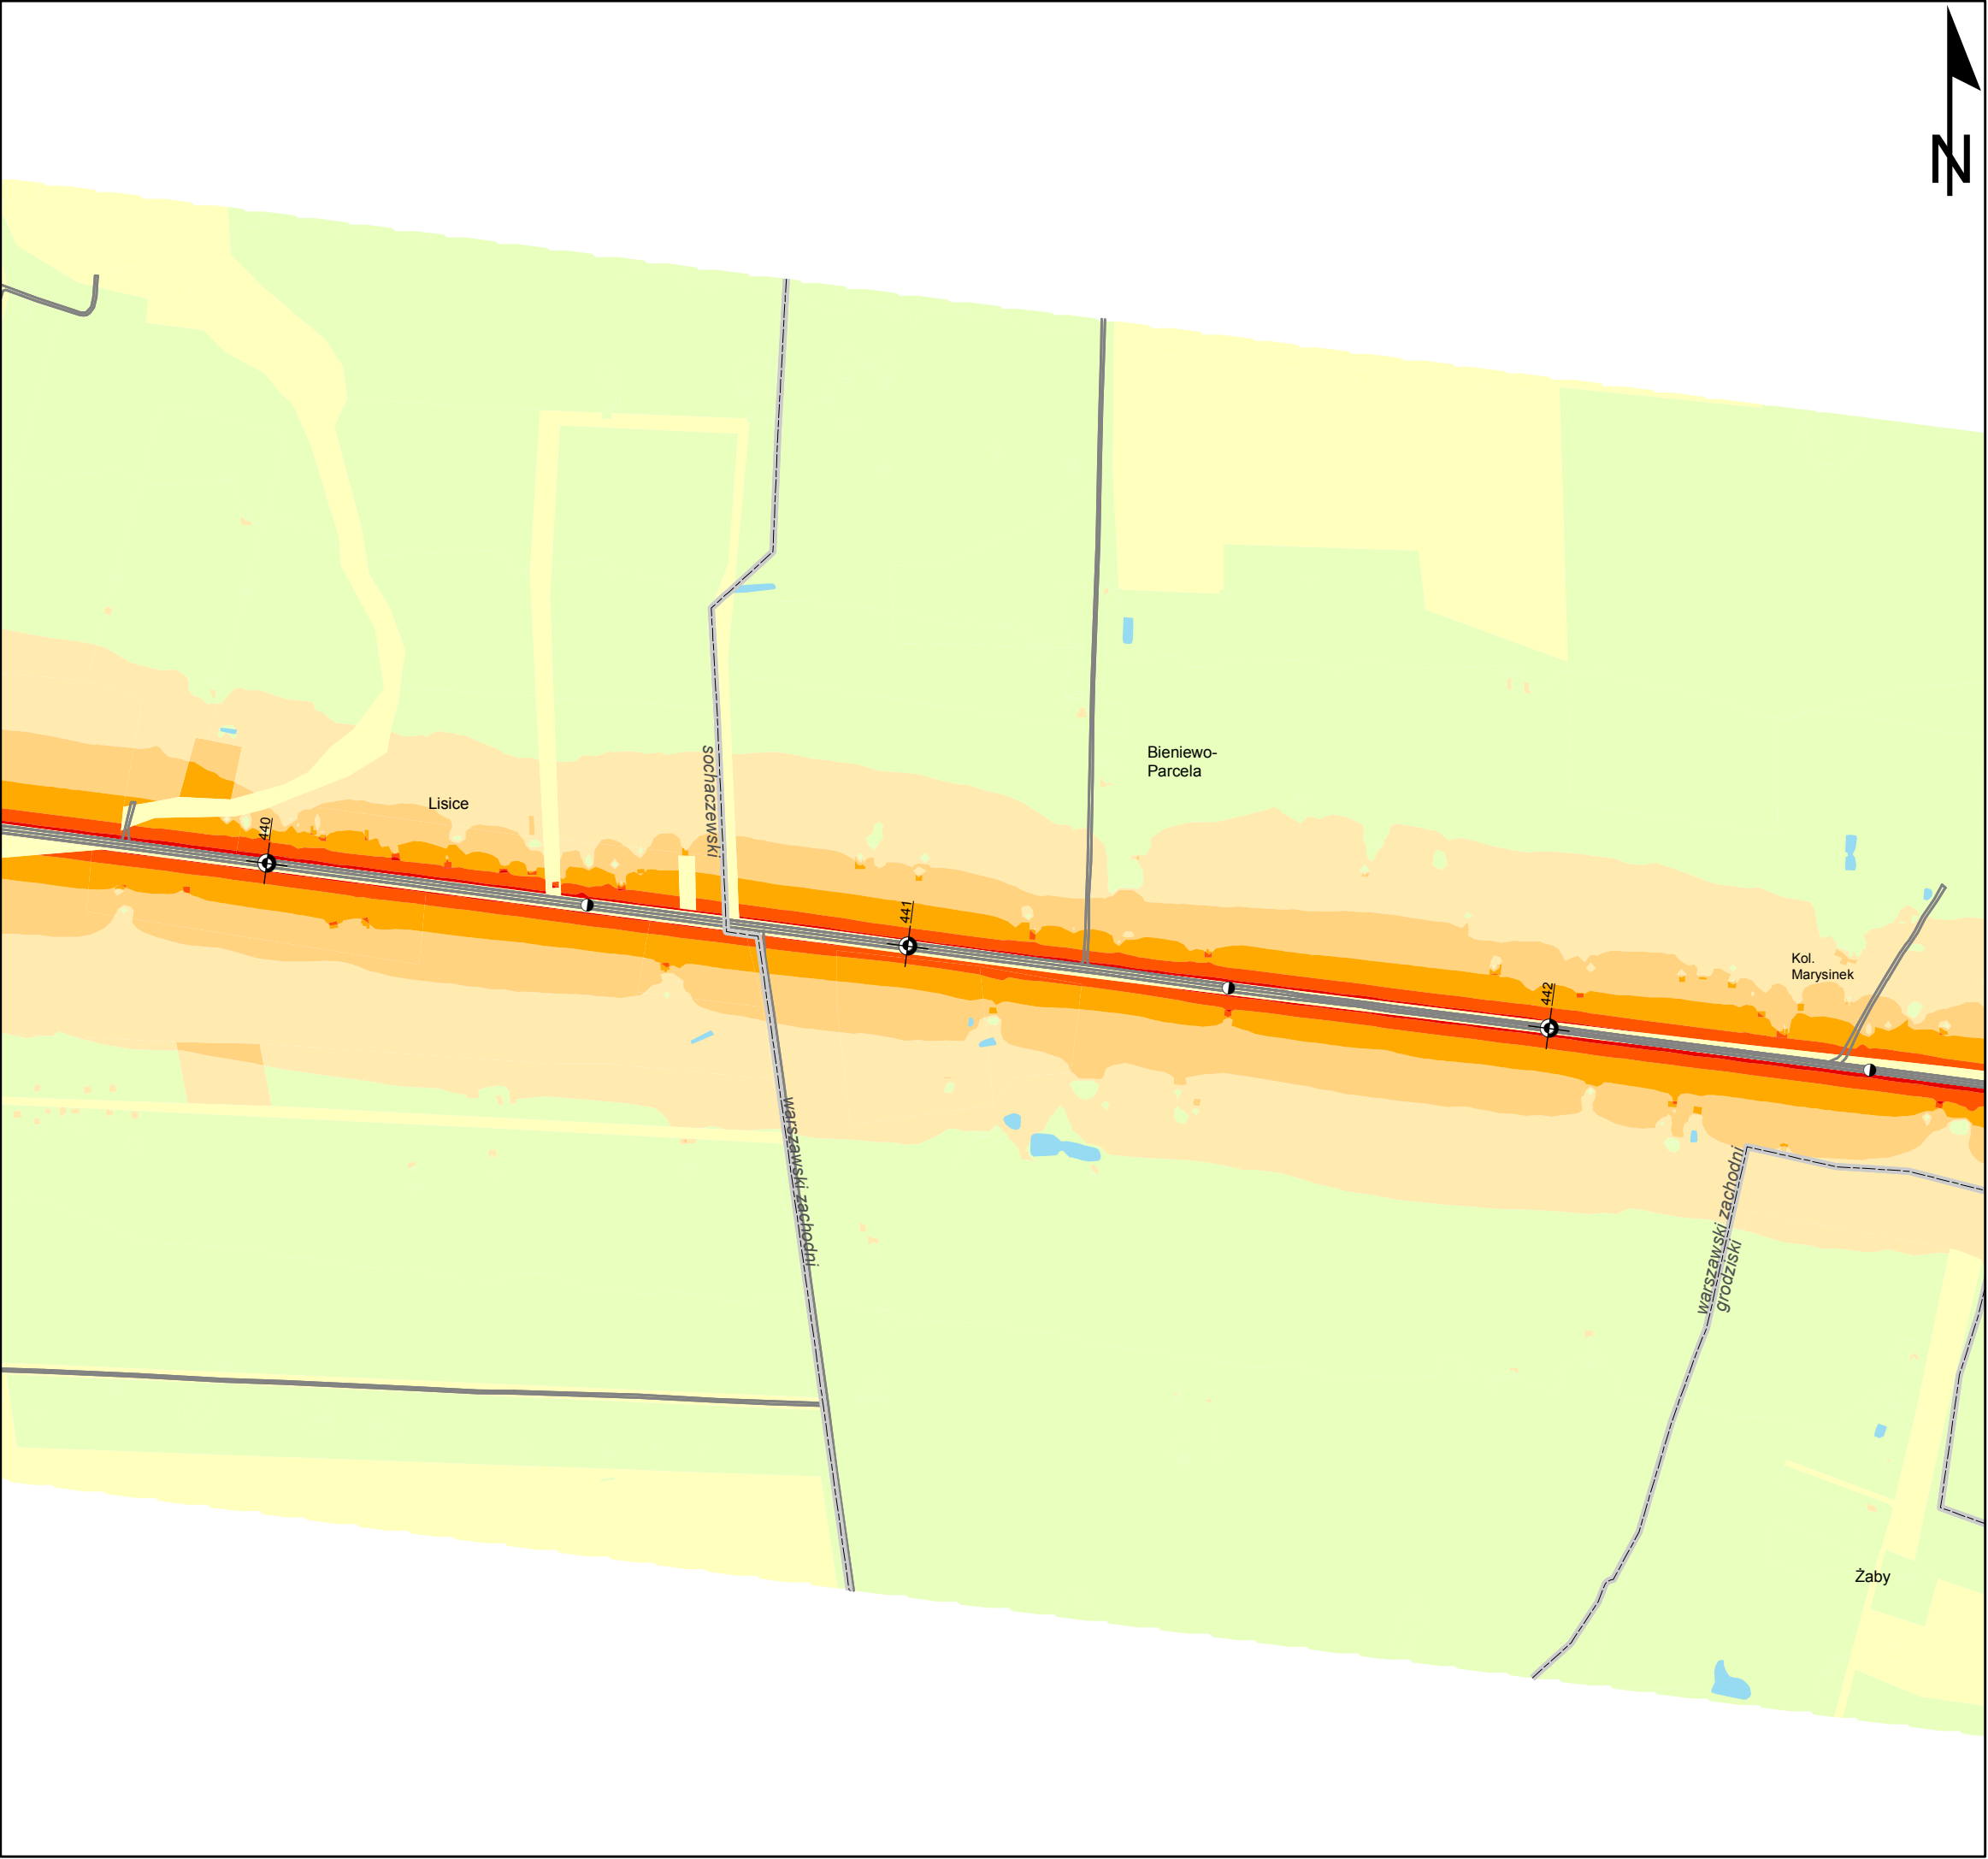 N
sochaczewski
Bieniewo-
Parcela
Lisice
440
441
Kol.
Marysinek
442
warszawski zachodni
warszawski zachodni
grodziski
Żaby